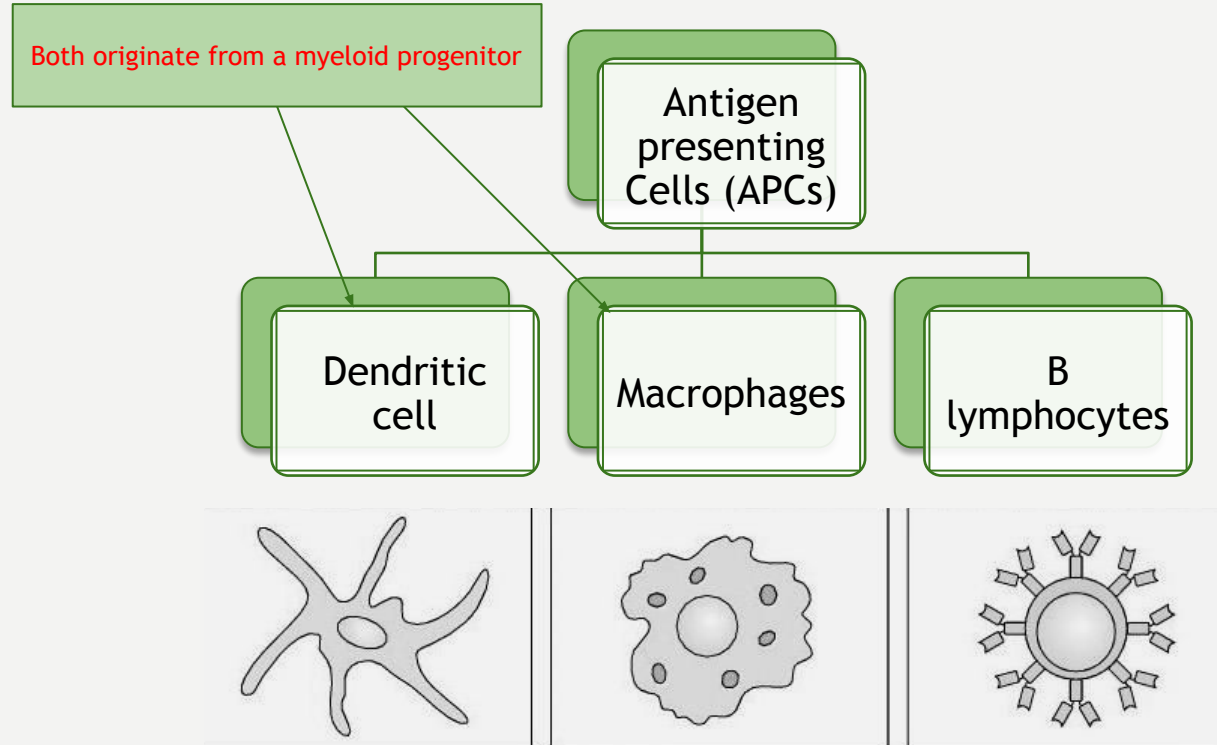 Both originate from a myeloid progenitor
Antigen
presenting
Cells (APCs)
Dendritic
cell
Macrophages
B
lymphocytes